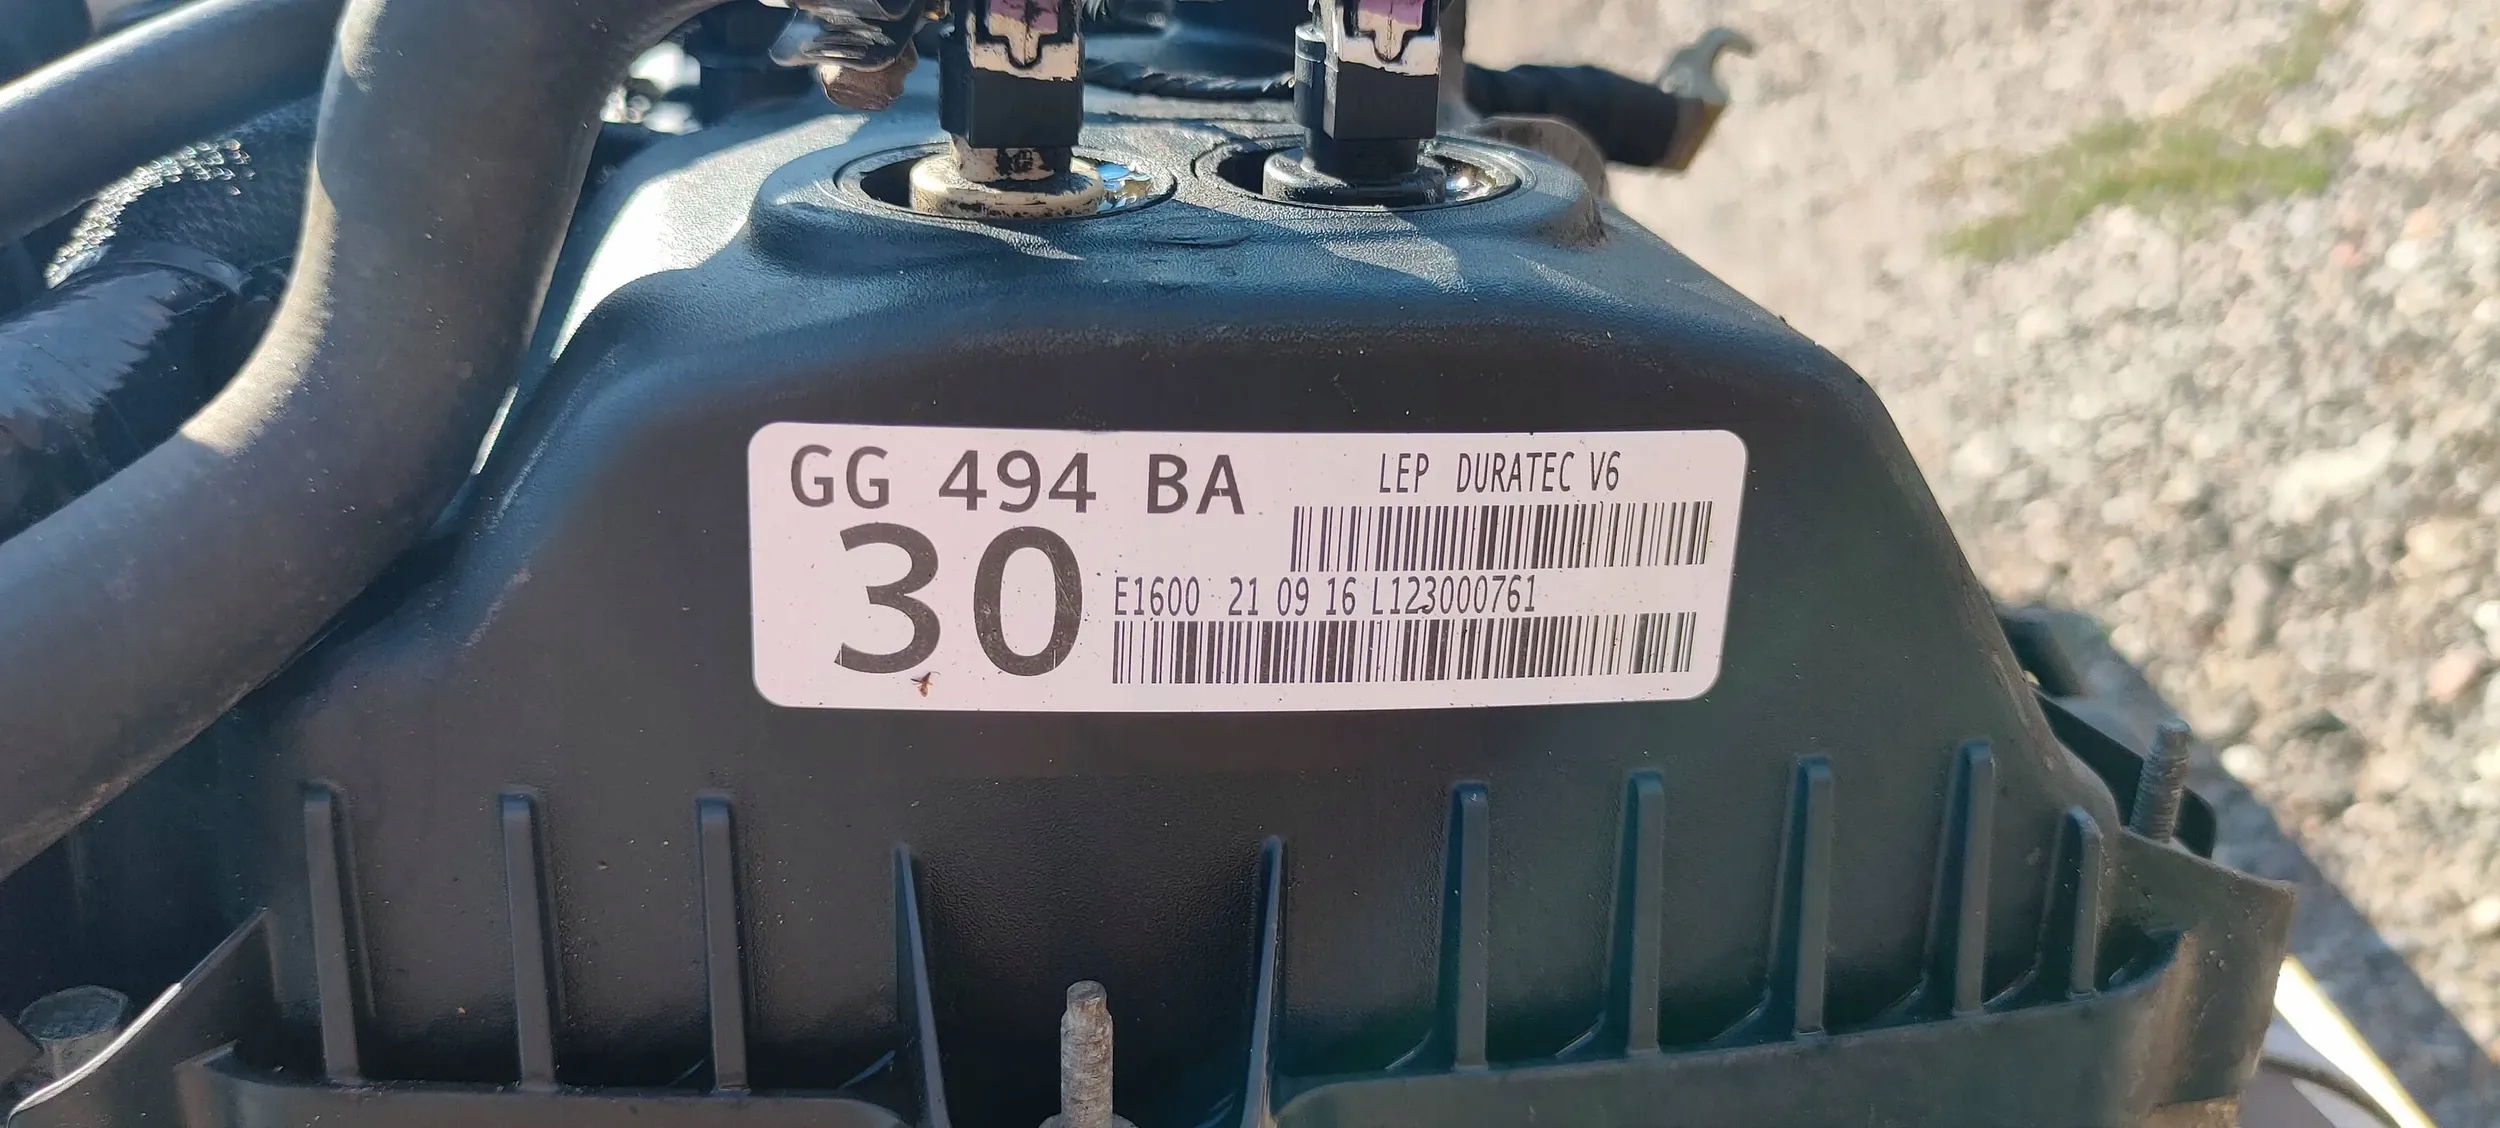 GG 494 BA
LEP DURATEC V6
30
E1600 21 09 16 L123000761